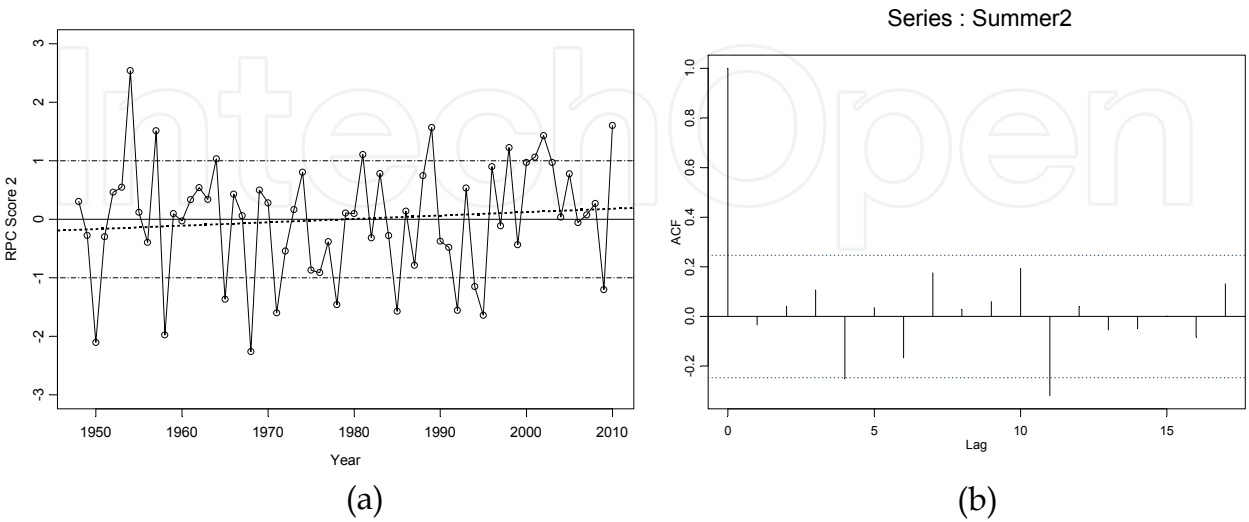 Series : Summer2
IntechOpen
3
2
1
0
-1
-2
-3
RPC Score 2
1950 1960 1970 1980 1990 2000 2010
Year
(a)
1.0
0.8
0.6
0.4
0.2
0.0
-0.2
ACF
0 5 10 15
Lag
(b)